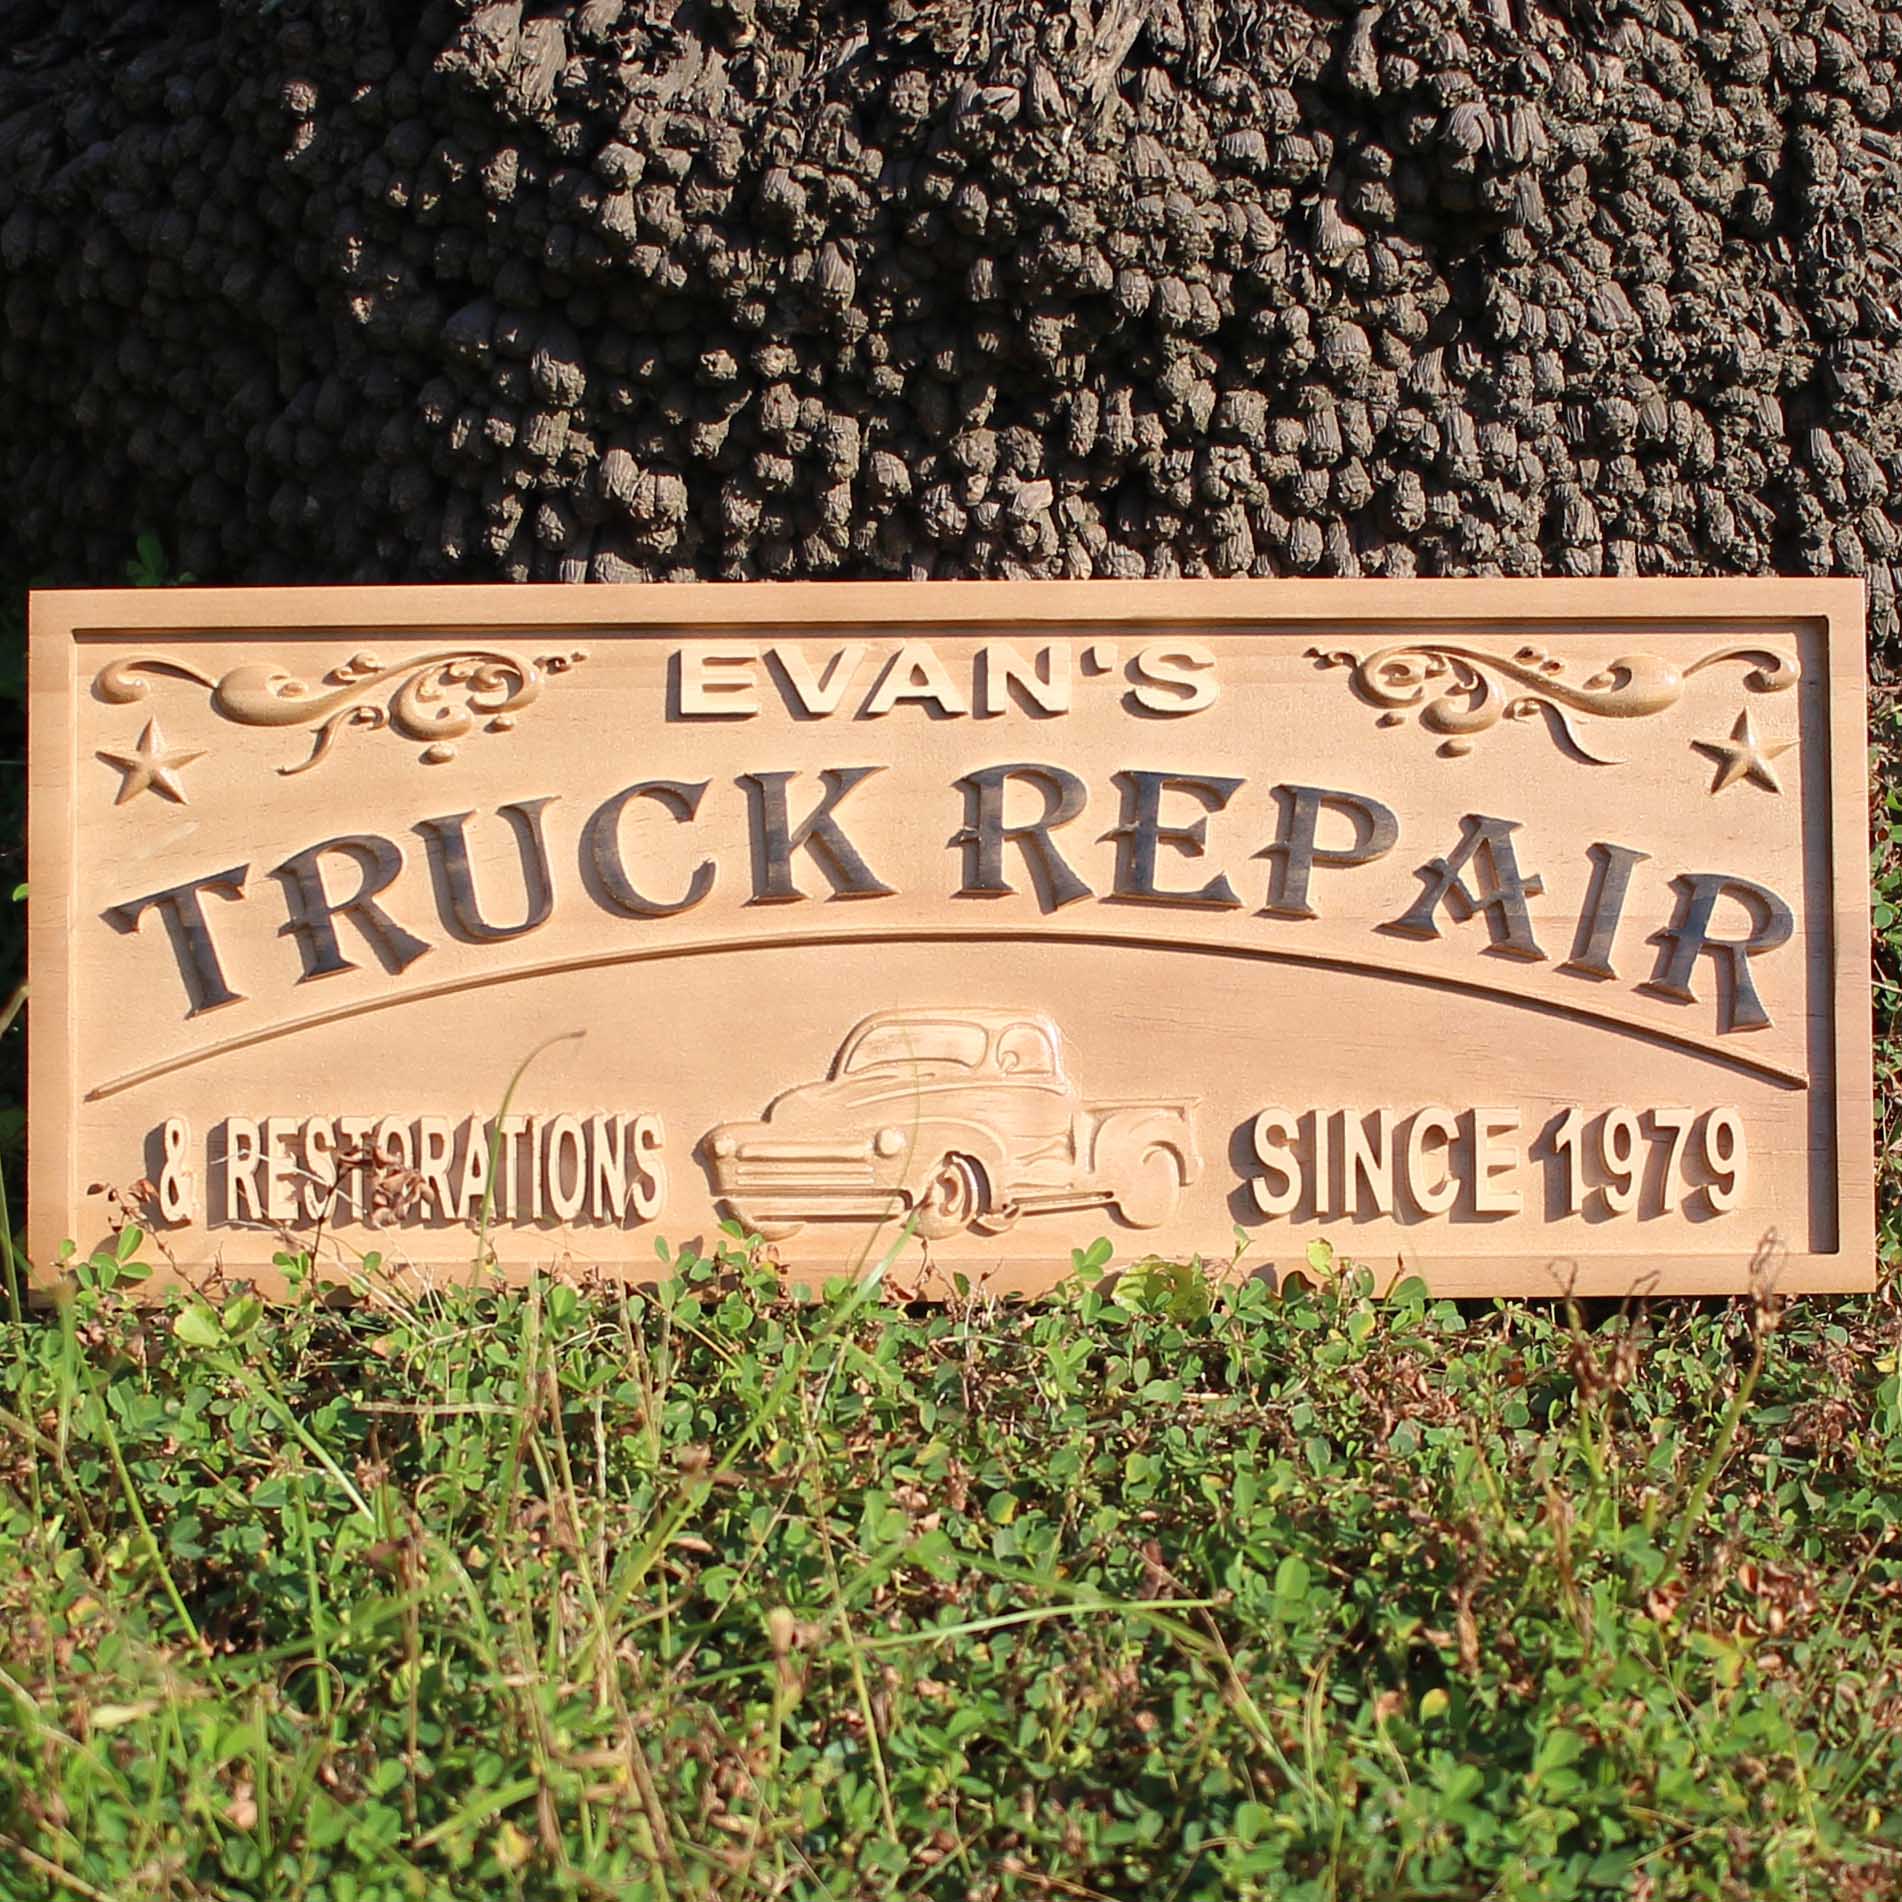 EVAN'S
TRUCK REPAIR
& RESTORATIONS
SINCE 1979